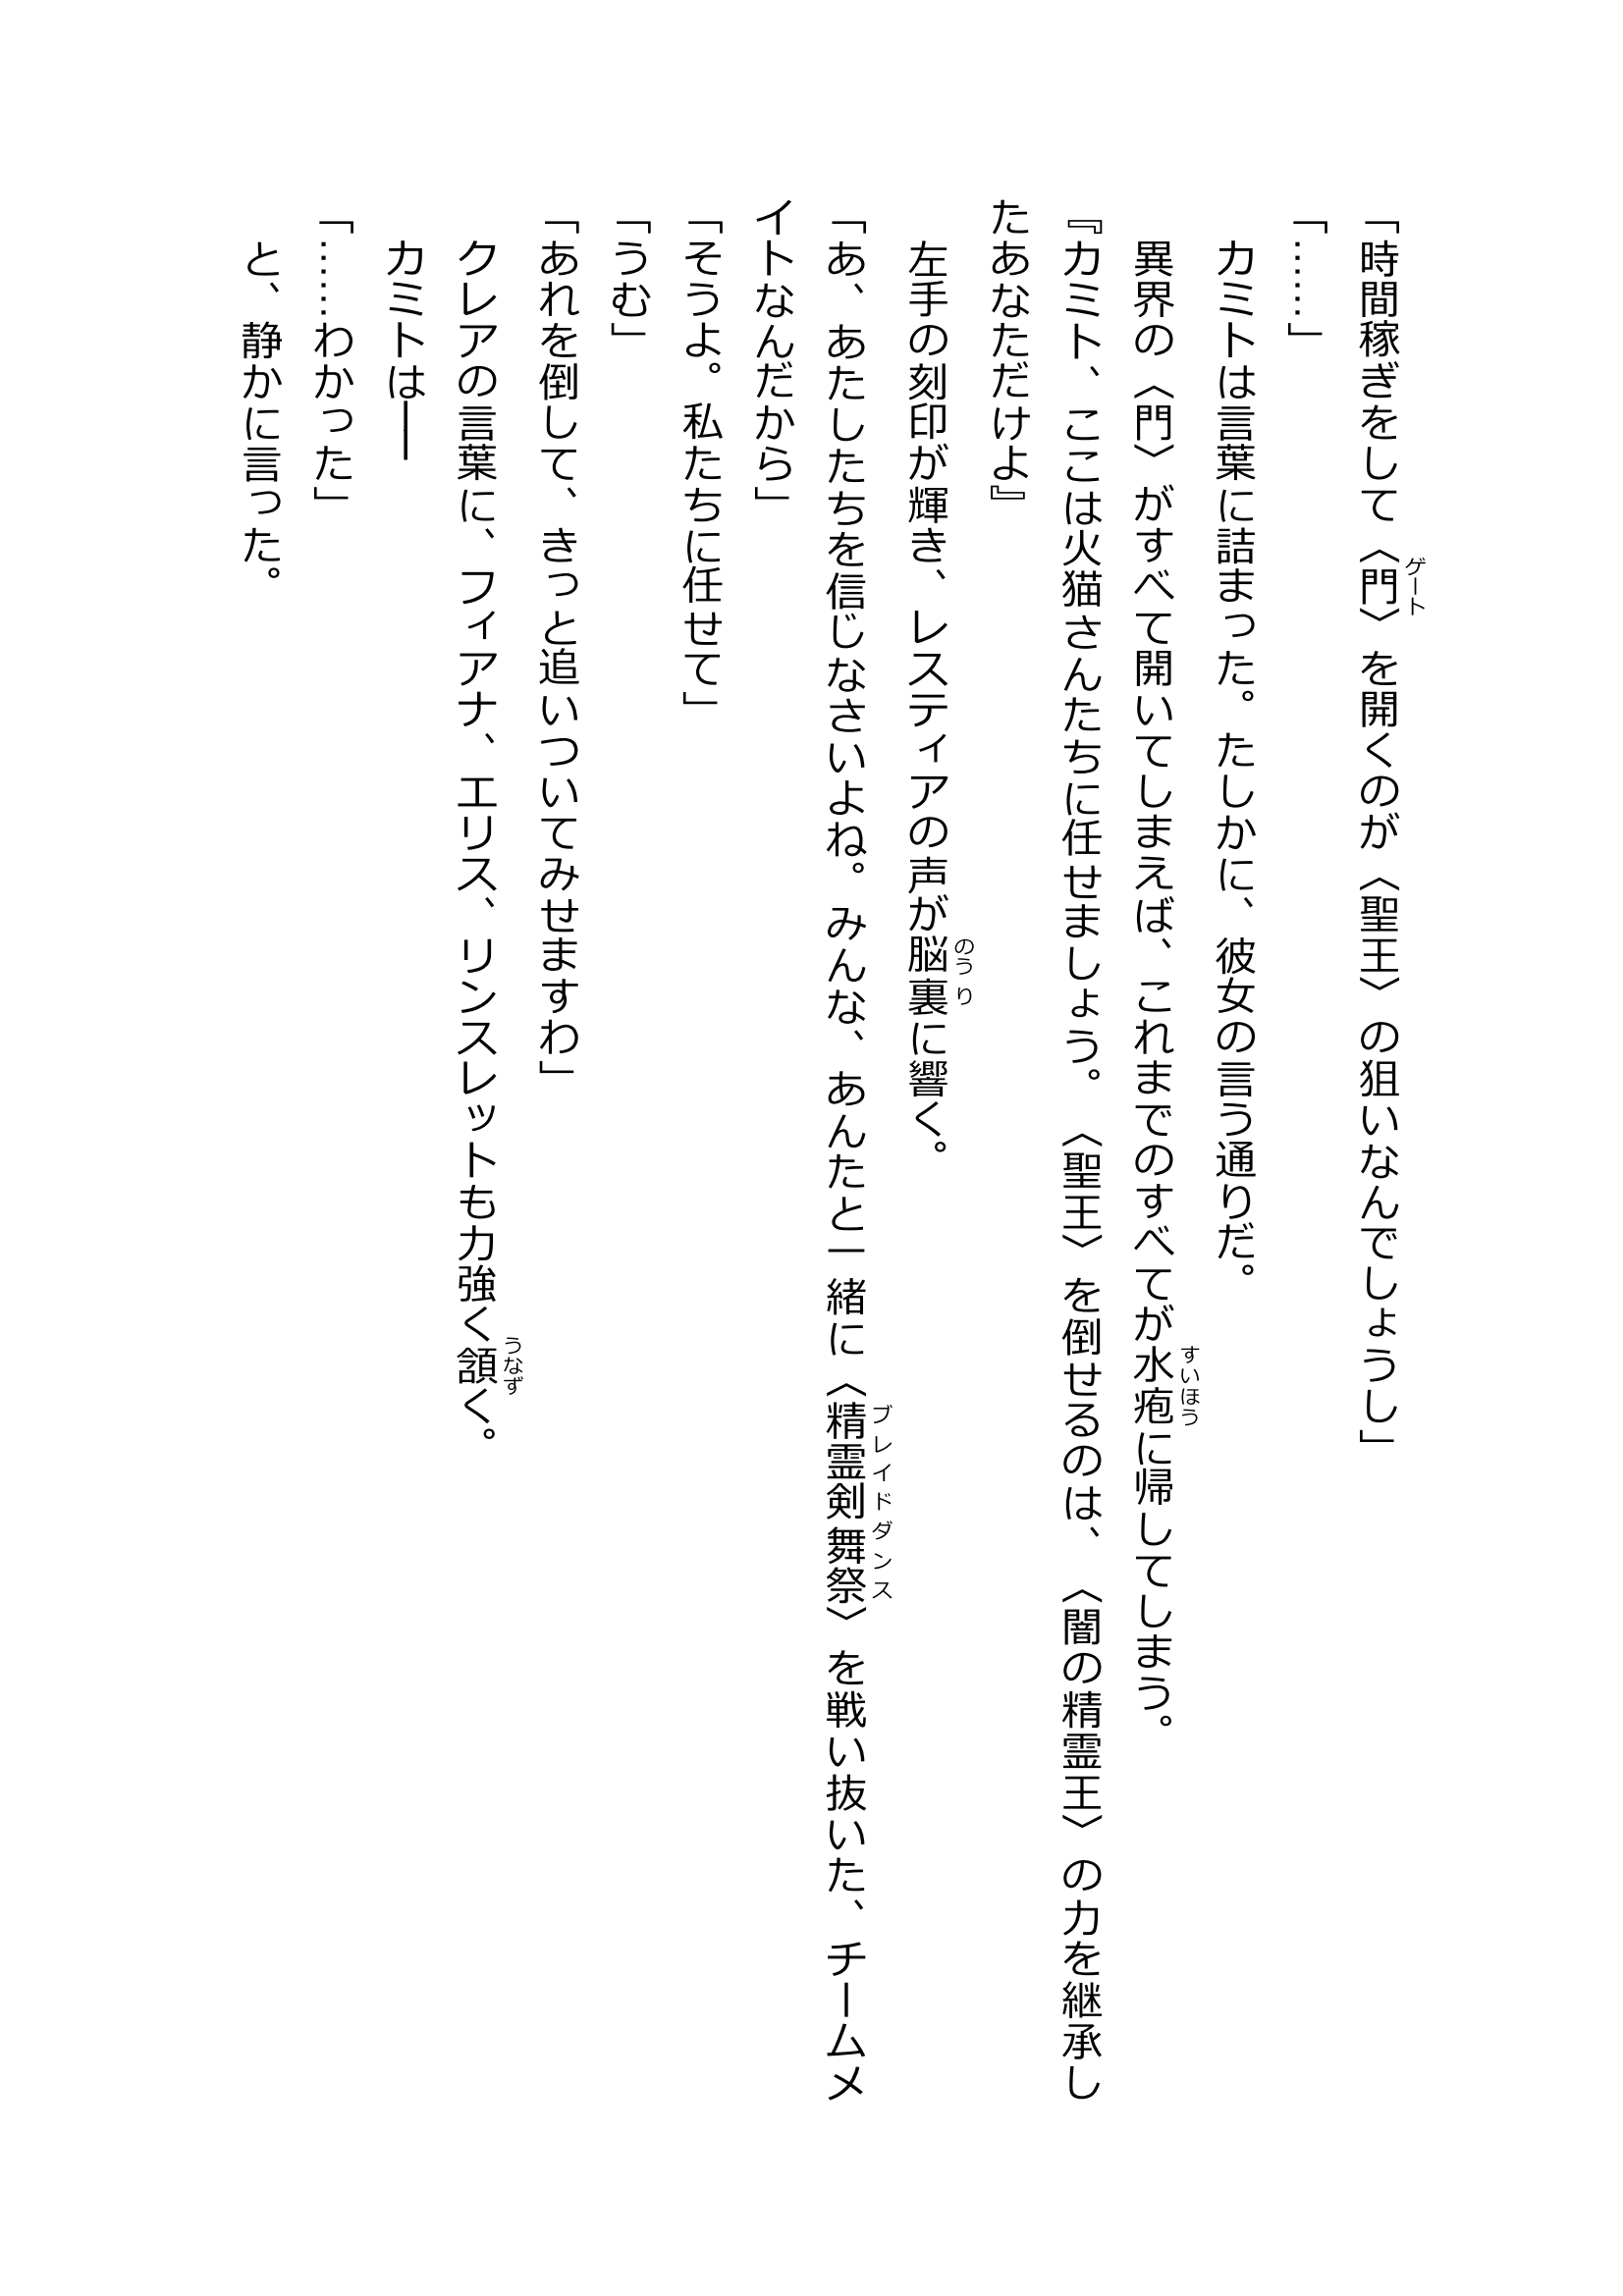 「時間稼ぎをして〈門〉を開くのが〈聖王〉の狙いなんでしょうし」
ゲート
「……」
カミトは言葉に詰まった。たしかに、彼女の言う通りだ。
異界の〈門〉がすべて開いてしまえば、これまでのすべてが水疱に帰してしまう。
すいほう
『カミト、ここは火猫さんたちに任せましょう。〈聖王〉を倒せるのは、〈闇の精霊王〉の力を継承し
たあなただけよ』
左手の刻印が輝き、レスティアの声が脳裏に響く。
のうり
「あ、あたしたちを信じなさいよね。みんな、あんたと一緒に〈精霊剣舞祭〉を戦い抜いた、チームメ
ブレイドダンス
イトなんだから」
「そうよ。私たちに任せて」
「うむ」
「あれを倒して、きっと追いついてみせますわ」
クレアの言葉に、フィアナ、エリス、リンスレットも力強く頷く。
うなず
カミトは――
「……わかった」
と、静かに言った。